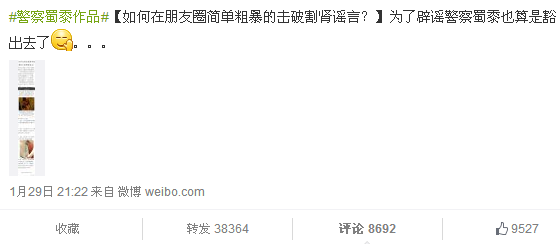 #警察蜀黍作品#【如何在朋友圈简单粗暴的击破割肾谣言？】为了辟谣警察蜀黍也算是豁
出去了。。。
1月29日 21:22 来自 微博 weibo.com
收藏 转发 38364 评论 8692 9527